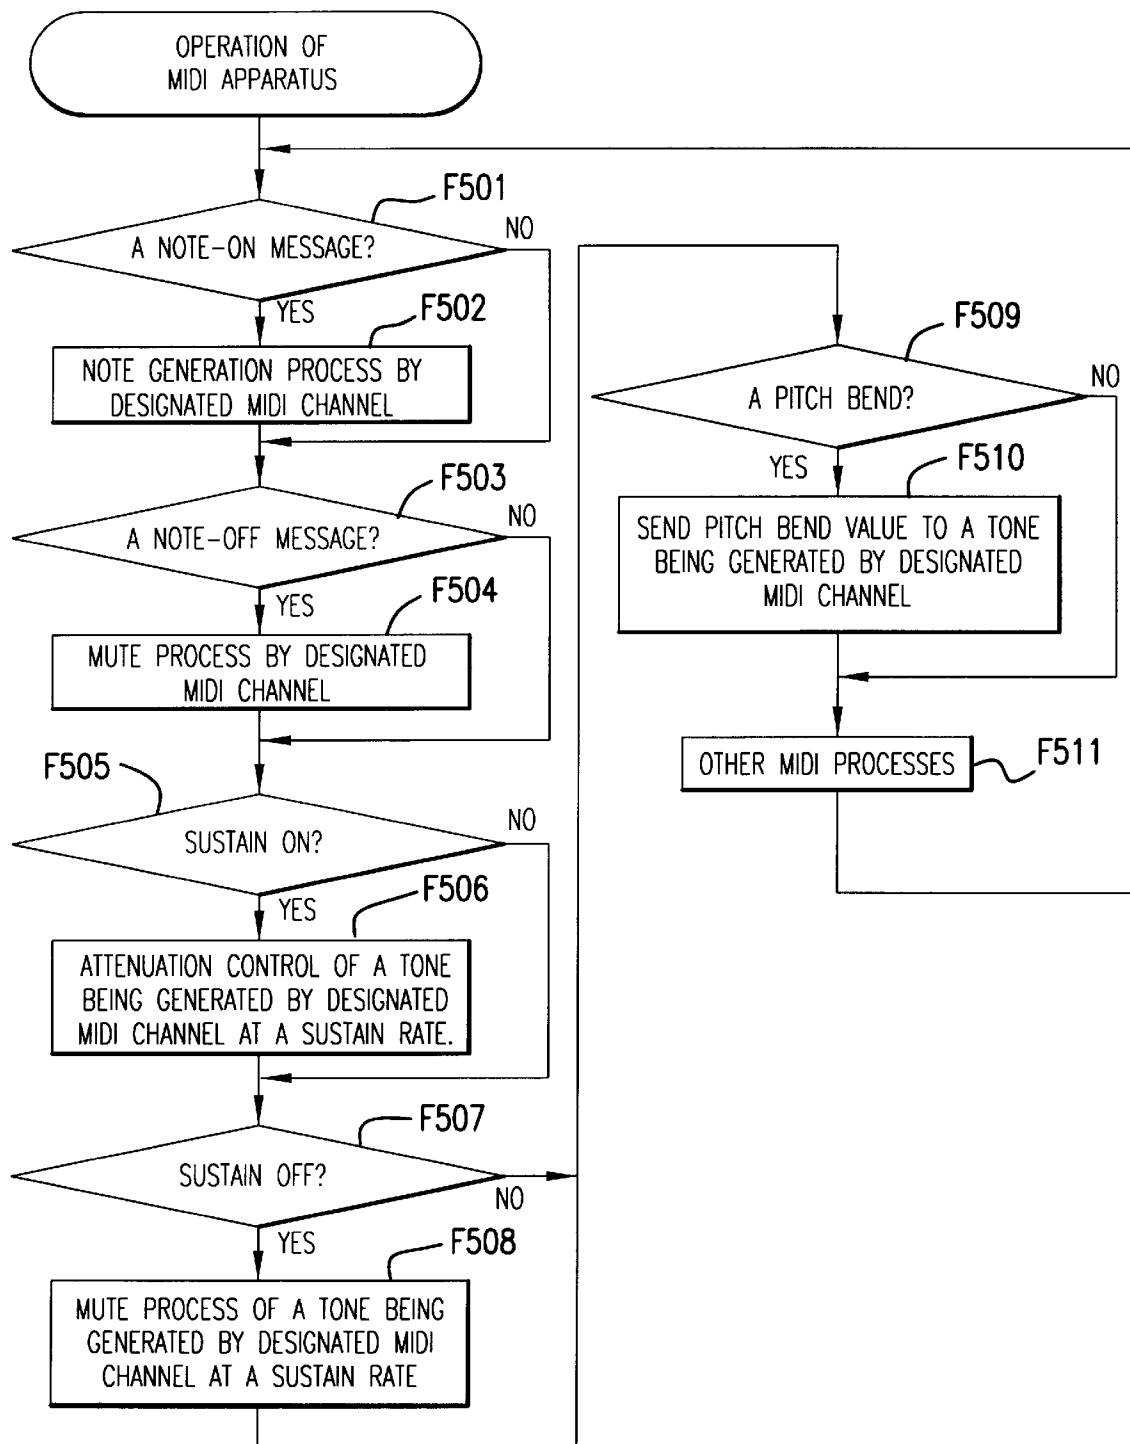 OPERATION OF
MIDI APPARATUS
F501
A NOTE-ON MESSAGE?
NO
YES
F502
NOTE GENERATION PROCESS BY
DESIGNATED MIDI CHANNEL
F503
A NOTE-OFF MESSAGE?
NO
YES
F504
MUTE PROCESS BY DESIGNATED
MIDI CHANNEL
F505
SUSTAIN ON?
NO
YES
F506
ATTENUATION CONTROL OF A TONE
BEING GENERATED BY DESIGNATED
MIDI CHANNEL AT A SUSTAIN RATE.
F507
SUSTAIN OFF?
NO
YES
F508
MUTE PROCESS OF A TONE BEING
GENERATED BY DESIGNATED MIDI
CHANNEL AT A SUSTAIN RATE
F509
A PITCH BEND?
NO
YES
F510
SEND PITCH BEND VALUE TO A TONE
BEING GENERATED BY DESIGNATED
MIDI CHANNEL
OTHER MIDI PROCESSES
F511